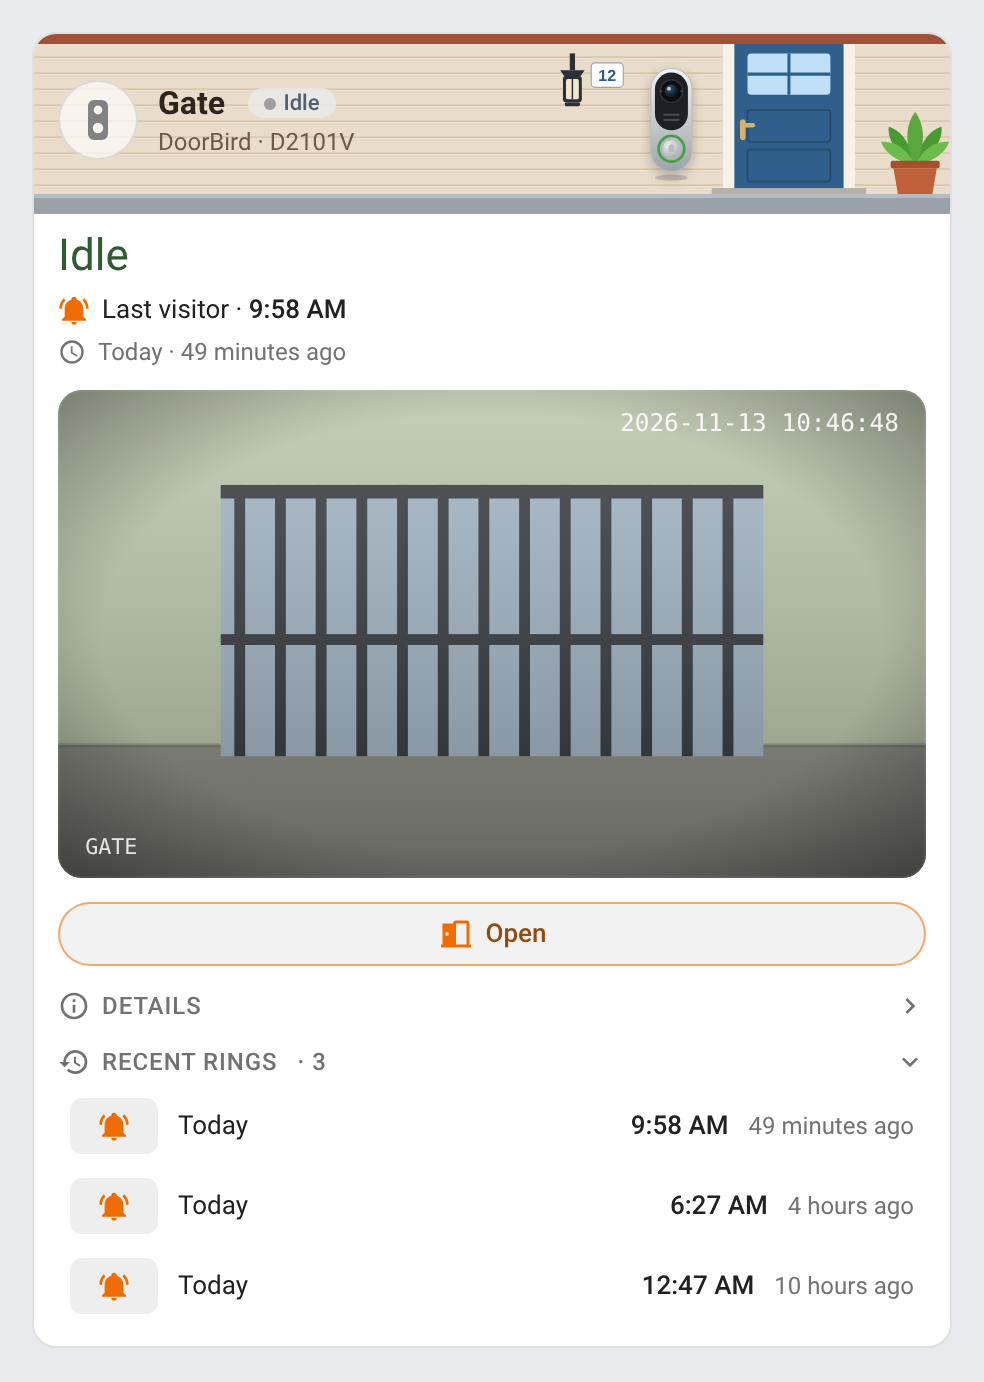 Gate Idle
DoorBird · D2101V
12
Idle
Last visitor · 9:58 AM
Today · 49 minutes ago
2026-11-13 10:46:48
GATE
Open
DETAILS
RECENT RINGS · 3
Today 9:58 AM 49 minutes ago
Today 6:27 AM 4 hours ago
Today 12:47 AM 10 hours ago